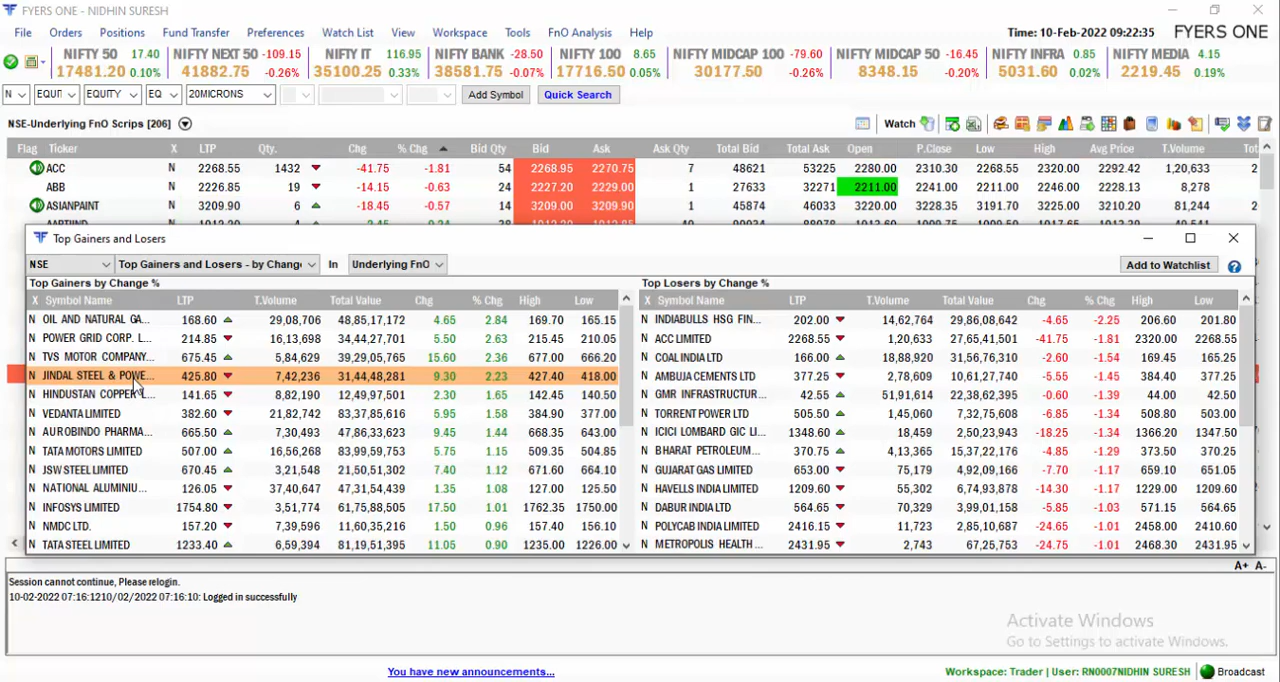 FYERS ONE - NIDHIN SURESH
File Orders Positions Fund Transfer Preferences Watch List View Workspace Tools FnO Analysis Help Time: 10-Feb-2022 09:22:35 FYERS ONE
NIFTY 50 17.40 NIFTY NEXT 50 -109.15 NIFTY IT 116.95 NIFTY BANK -28.50 NIFTY 100 8.65 NIFTY MIDCAP 100 -79.60 NIFTY MIDCAP 50 -16.45 NIFTY INFRA 0.85 NIFTY MEDIA 4.15
17481.20 0.10% 41882.75 -0.26% 35100.25 0.33% 38581.75 -0.07% 17716.50 0.05% 30177.50 -0.26% 8348.15 -0.20% 5031.60 0.02% 2219.45 0.19%
N EQUIT EQUITY EQ 20MICRONS Add Symbol Quick Search
NSE-Underlying FnO Scrips [206] Watch
Flag Ticker X LTP Qty. Chg % Chg Bid Qty Bid Ask Ask Qty Total Bid Total Ask Open P.Close Low High Avg Price T.Volume Tot
ACC N 2268.55 1432 -41.75 -1.81 54 2268.95 2270.75 7 48621 53225 2280.00 2310.30 2268.55 2320.00 2292.42 1,20,633 2
ABB N 2226.85 19 -14.15 -0.63 24 2227.20 2229.00 1 27633 32271 2211.00 2241.00 2211.00 2246.00 2228.13 8,278
ASIANPAINT N 3209.90 6 -18.45 -0.57 14 3209.00 3209.90 1 45874 46033 3220.00 3228.35 3191.70 3225.00 3210.20 81,244 2
Top Gainers and Losers
NSE Top Gainers and Losers - by Change In Underlying FnO Add to Watchlist
Top Gainers by Change % Top Losers by Change %
X Symbol Name LTP T.Volume Total Value Chg % Chg High Low X Symbol Name LTP T.Volume Total Value Chg % Chg High Low
N OIL AND NATURAL GA... 168.60 29,08,706 48,85,17,172 4.65 2.84 169.70 165.15 N INDIABULLS HSG FIN... 202.00 14,62,764 29,86,08,642 -4.65 -2.25 206.60 201.80
N POWER GRID CORP. L... 214.85 16,13,698 34,44,27,701 5.50 2.63 215.45 210.05 N ACC LIMITED 2268.55 1,20,633 27,65,40,801 -41.75 -1.81 2320.00 2268.55
N TVS MOTOR COMPANY... 675.45 5,84,629 39,29,05,765 15.60 2.36 677.00 666.20 N COAL INDIA LTD 166.00 18,88,920 31,56,76,310 -2.60 -1.54 169.45 165.25
N JINDAL STEEL & POWE... 425.80 7,42,236 31,44,48,281 9.30 2.23 427.40 418.00 N AMBUJA CEMENTS LTD 377.25 2,78,609 10,61,27,740 -5.55 -1.45 384.40 377.25
N HINDUSTAN COPPER L... 141.65 8,82,190 12,49,97,501 2.30 1.65 142.45 140.50 N GMR INFRASTRUCTUR... 42.55 51,91,614 22,38,62,395 -0.60 -1.39 44.00 42.50
N VEDANTA LIMITED 382.60 21,82,742 83,37,85,616 5.95 1.58 384.90 377.00 N TORRENT POWER LTD 505.50 1,45,060 7,32,75,608 -6.85 -1.34 508.80 503.00
N AUROBINDO PHARMA... 665.50 7,30,493 47,86,33,623 9.45 1.44 668.35 643.00 N ICICI LOMBARD GIC LI... 1348.60 18,459 2,50,23,943 -18.25 -1.34 1366.20 1347.50
N TATA MOTORS LIMITED 507.00 16,56,268 83,99,59,753 5.75 1.15 509.35 504.85 N BHARAT PETROLEUM... 370.75 4,13,365 15,37,22,176 -4.85 -1.29 373.50 370.25
N JSW STEEL LIMITED 670.45 3,21,548 21,50,51,302 7.40 1.12 671.60 664.10 N GUJARAT GAS LIMITED 653.00 75,179 4,92,09,166 -7.70 -1.17 659.10 651.05
N NATIONAL ALUMINIU... 126.05 37,40,647 47,31,54,439 1.35 1.08 127.00 125.50 N HAVELLS INDIA LIMITED 1209.60 55,302 6,74,93,878 -14.30 -1.17 1229.00 1209.60
N INFOSYS LIMITED 1754.80 3,51,774 61,75,88,505 17.50 1.01 1762.35 1750.00 N DABUR INDIA LTD 564.65 70,329 3,99,01,158 -5.85 -1.03 571.15 564.65
N NMDC LTD. 157.20 7,39,596 11,60,35,216 1.50 0.96 157.40 156.10 N POLYCAB INDIA LIMITED 2416.15 11,723 2,85,10,687 -24.65 -1.01 2458.00 2410.60
N TATA STEEL LIMITED 1233.40 6,59,394 81,19,51,395 11.05 0.90 1235.00 1226.00 N METROPOLIS HEALTH ... 2431.95 2,743 67,25,753 -24.75 -1.01 2468.30 2431.95
A+ A-
Session cannot continue, Please relogin.
10-02-2022 07:16:1210/02/2022 07:16:10: Logged in successfully
Activate Windows
Go to Settings to activate Windows.
You have new announcements... Workspace: Trader | User: RN0007NIDHIN SURESH Broadcast